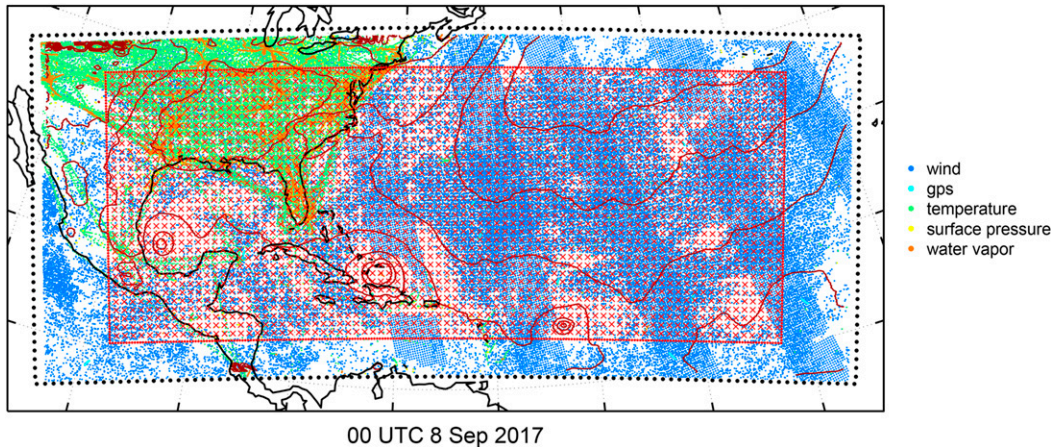 wind
gps
temperature
surface pressure
water vapor
00 UTC 8 Sep 2017